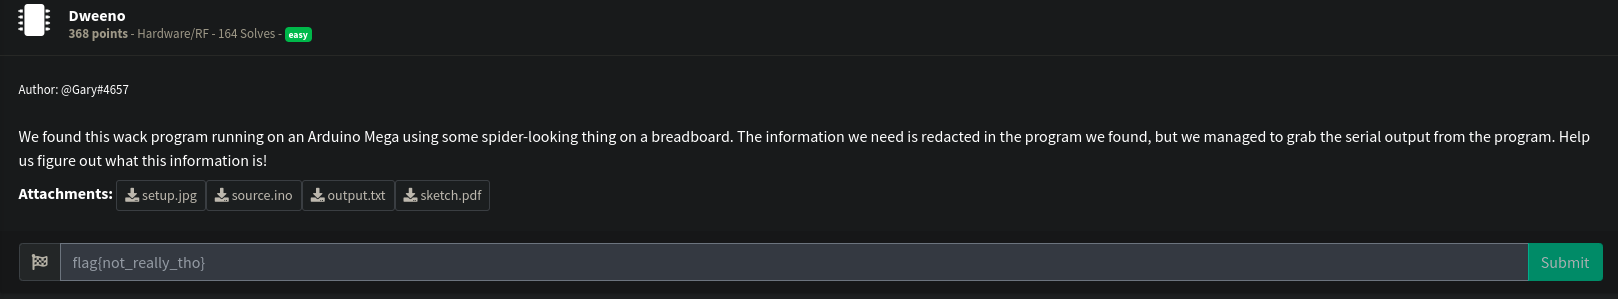 Dweeno
368 points - Hardware/RF - 164 Solves - easy
Author: @Gary#4657
We found this wack program running on an Arduino Mega using some spider-looking thing on a breadboard. The information we need is redacted in the program we found, but we managed to grab the serial output from the program. Help
us figure out what this information is!
Attachments: setup.jpg source.ino output.txt sketch.pdf
flag{not_really_tho} Submit